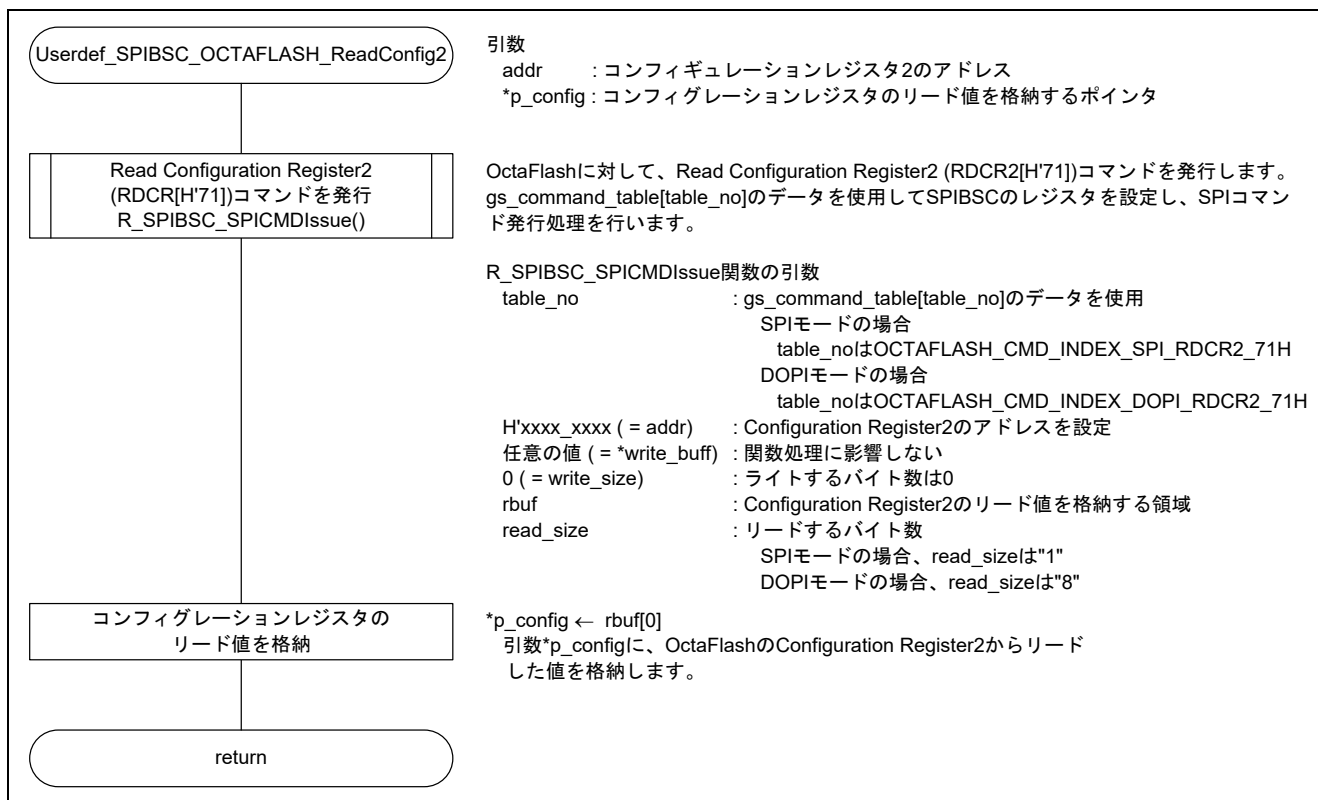 Userdef_SPIBSC_OCTAFLASH_ReadConfig2
引数
addr : コンフィギュレーションレジスタ2のアドレス
*p_config : コンフィグレーションレジスタのリード値を格納するポインタ
Read Configuration Register2
(RDCR[H'71])コマンドを発行
R_SPIBSC_SPICMDIssue()
OctaFlashに対して、Read Configuration Register2 (RDCR2[H'71])コマンドを発行します。
gs_command_table[table_no]のデータを使用してSPIBSCのレジスタを設定し、SPIコマン
ド発行処理を行います。
R_SPIBSC_SPICMDIssue関数の引数
table_no : gs_command_table[table_no]のデータを使用
SPIモードの場合
table_noはOCTAFLASH_CMD_INDEX_SPI_RDCR2_71H
DOPIモードの場合
table_noはOCTAFLASH_CMD_INDEX_DOPI_RDCR2_71H
H'xxxx_xxxx ( = addr) : Configuration Register2のアドレスを設定
任意の値 ( = *write_buff) : 関数処理に影響しない
0 ( = write_size) : ライトするバイト数は0
rbuf : Configuration Register2のリード値を格納する領域
read_size : リードするバイト数
SPIモードの場合、read_sizeは"1"
DOPIモードの場合、read_sizeは"8"
コンフィグレーションレジスタの
リード値を格納
*p_config ← rbuf[0]
引数*p_configに、OctaFlashのConfiguration Register2からリード
した値を格納します。
return